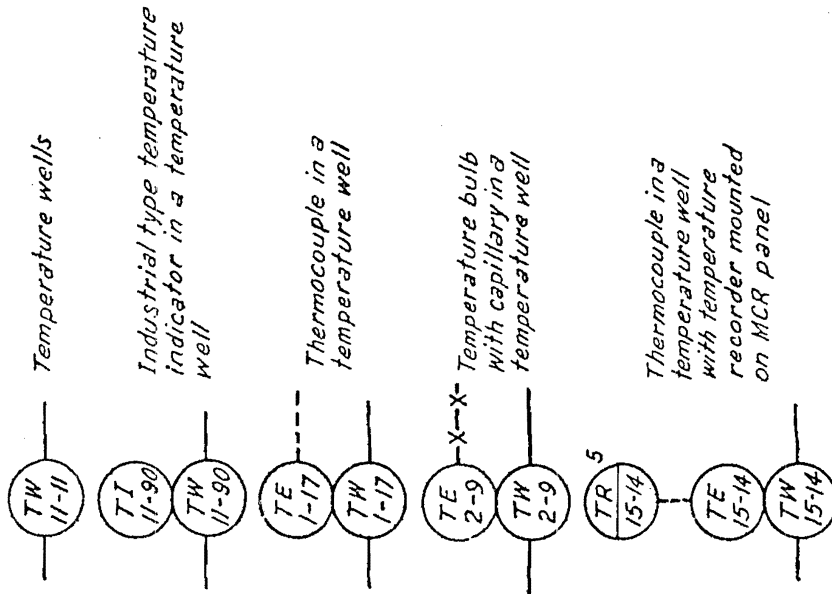 TW
11-11
Temperature wells
TI
11-90
TW
11-90
Industrial type temperature
indicator in a temperature
well
TE
1-17
TW
1-17
Thermocouple in a
temperature well
TE
2-9
X
X
TW
2-9
Temperature bulb
with capillary in a
temperature well
TR
15-14
5
TE
15-14
TW
15-14
Thermocouple in a
temperature well
with temperature
recorder mounted
on MCR panel